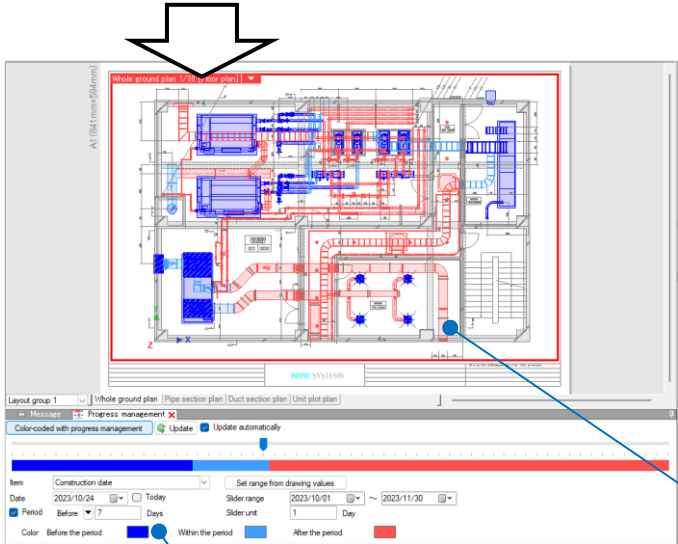 Whole ground plan 1/30 [Floor plan]
A1(841mm×594mm)
Y
Z
X
SYSTEMS
Layout group 1
Whole ground plan
Pipe section plan
Duct section plan
Unit plot plan
Message
Progress management
Color-coded with progress management
Update
Update automatically
Item
Construction date
Set range from drawing values
Date
2023/10/24
Today
Slider range
2023/10/01
~
2023/11/30
Period
Before
7
Days
Slider unit
1
Day
Color
Before the period
Within the period
After the period